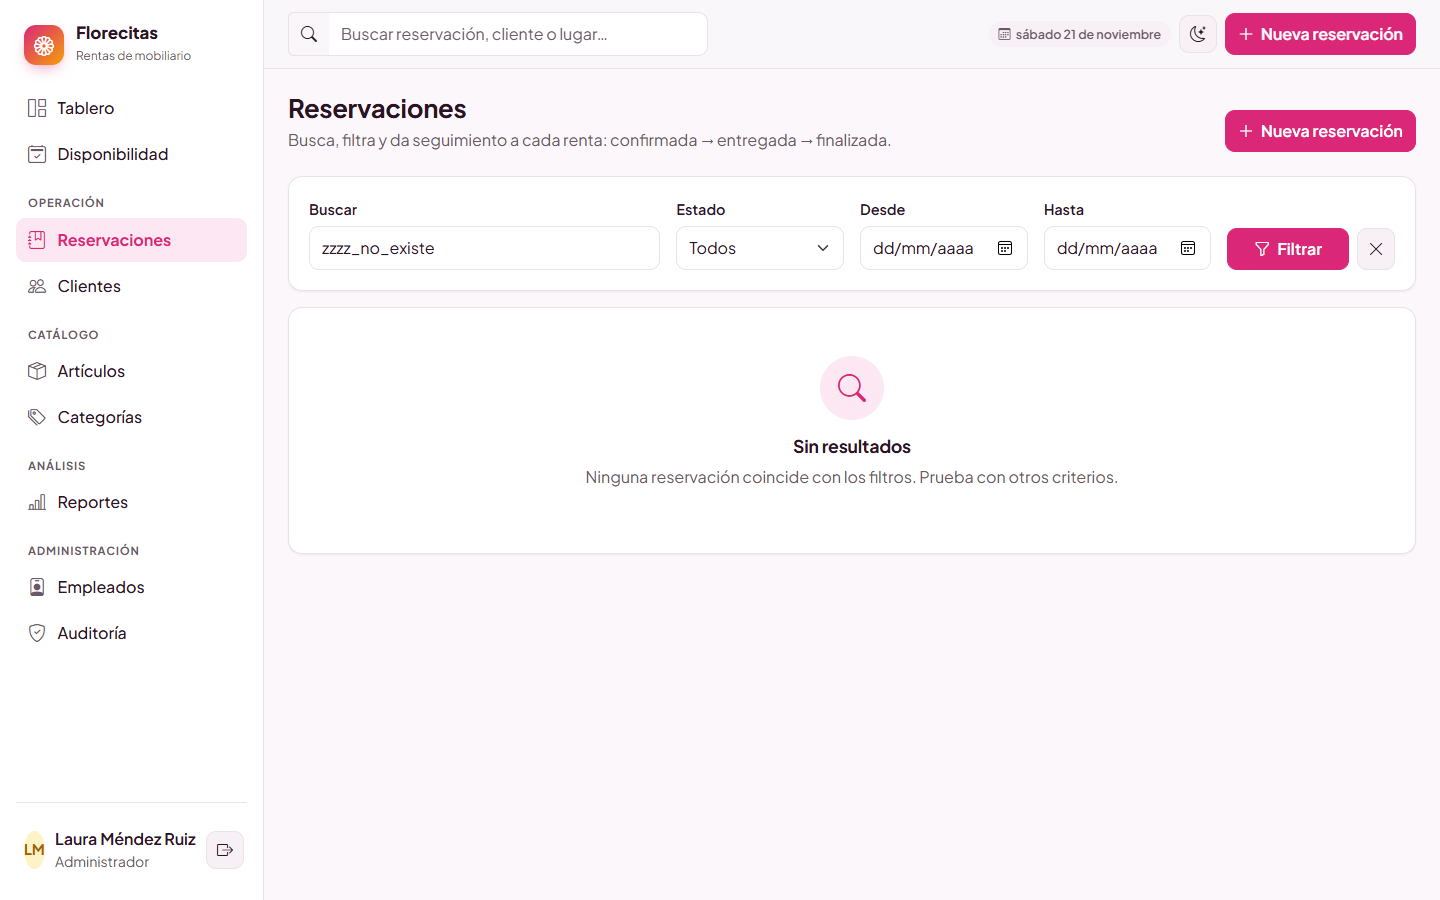 Florecitas
Rentas de mobiliario
Tablero
Disponibilidad
OPERACIÓN
Reservaciones
Clientes
CATÁLOGO
Artículos
Categorías
ANÁLISIS
Reportes
ADMINISTRACIÓN
Empleados
Auditoría
LM
Laura Méndez Ruiz
Administrador
Buscar reservación, cliente o lugar...
sábado 21 de noviembre
+ Nueva reservación
Reservaciones
Busca, filtra y da seguimiento a cada renta: confirmada → entregada → finalizada.
+ Nueva reservación
Buscar
Estado
Desde
Hasta
zzzz_no_existe
Todos
dd/mm/aaaa
dd/mm/aaaa
Filtrar
Sin resultados
Ninguna reservación coincide con los filtros. Prueba con otros criterios.